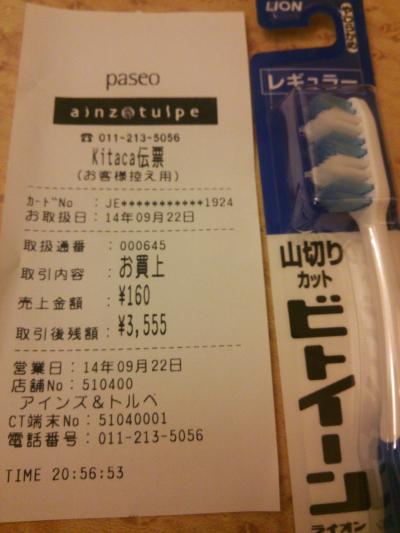 paseo
ainz&tulpe
☎ 011-213-5056
Kitaca伝票
(お客様控え用)
ｶｰﾄﾞNo : JE***********1924
お取扱日 : 14年09月22日
取扱通番 : 000645
取引内容 : お買上
売上金額 : ¥160
取引後残額 : ¥3,555
営業日 : 14年09月22日
店舗No : 510400
アインズ&トルペ
CT端末No : 51040001
電話番号 : 011-213-5056
TIME 20:56:53
LION
レギュラー
山切り
カット
ビトイーン
ライオン